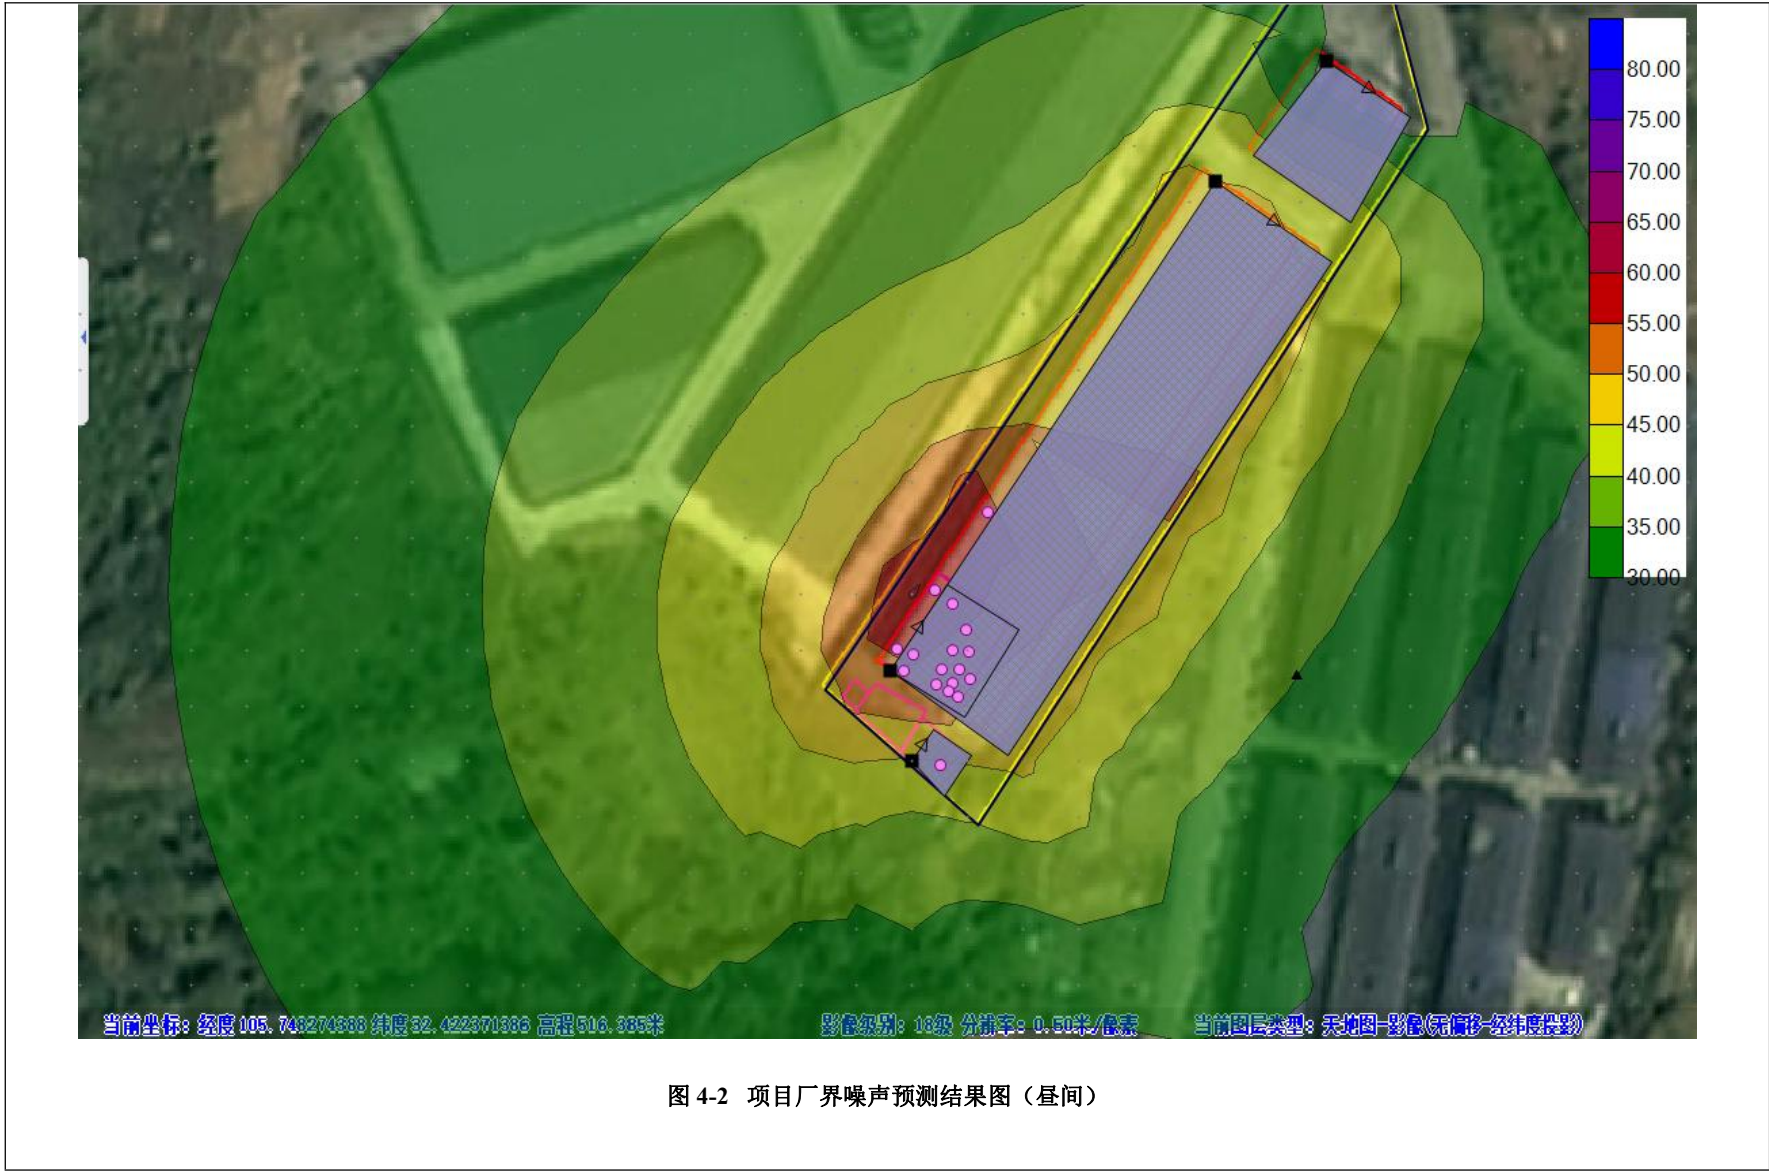 80.00
75.00
70.00
65.00
60.00
55.00
50.00
45.00
40.00
35.00
30.00
当前坐标：经度105.748274388 纬度32.422371386 高程516.385米
影像级别：18级 分辨率：0.60米/像素
当前图层类型：天地图-影像(无偏移-经纬度投影)
图 4-2 项目厂界噪声预测结果图（昼间）